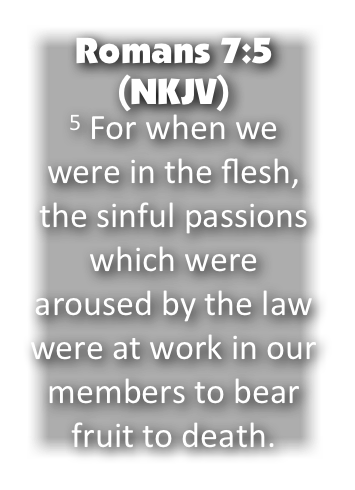 Romans 7:5
(NKJV)
5 For when we
were in the flesh,
the sinful passions
which were
aroused by the law
were at work in our
members to bear
fruit to death.